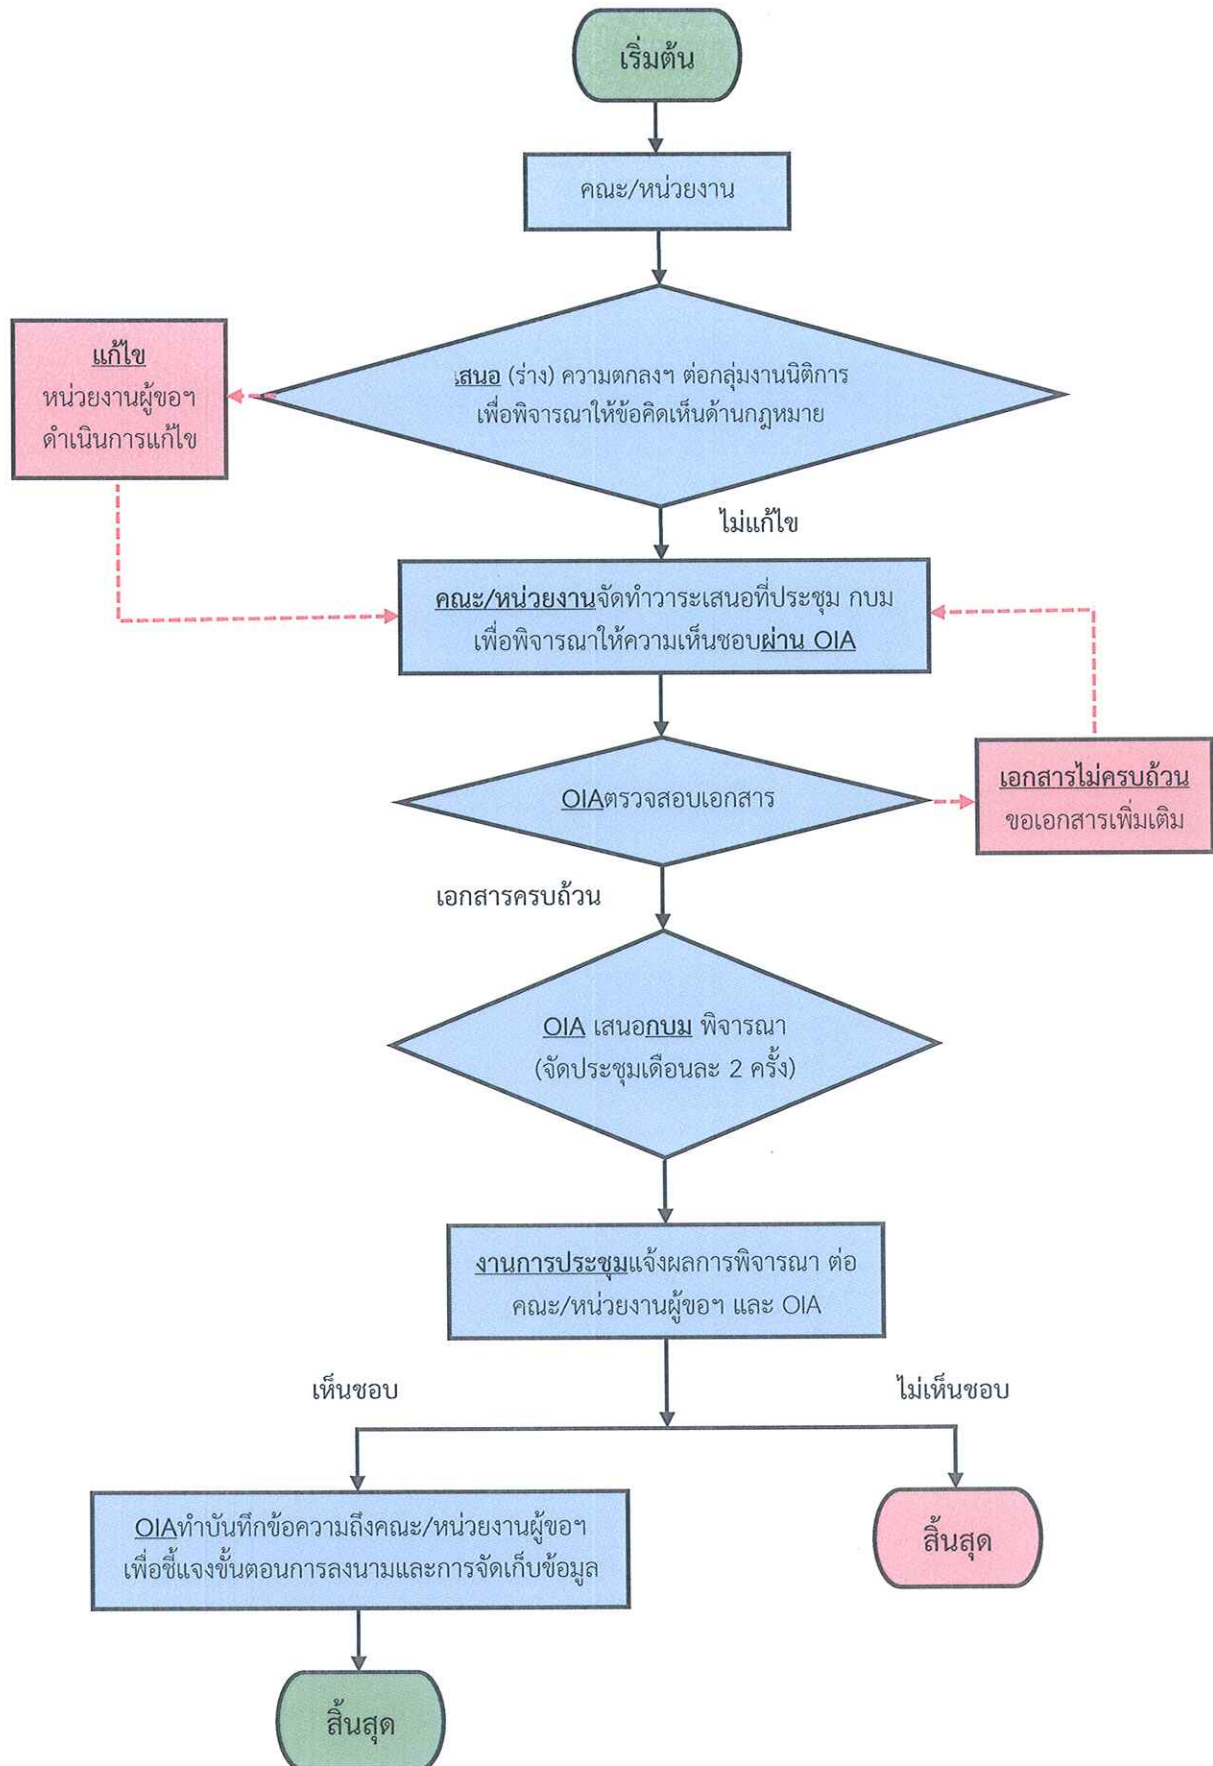 เริ่มต้น
คณะ/หน่วยงาน
แก้ไข
หน่วยงานผู้ขอฯ
ดำเนินการแก้ไข
เสนอ (ร่าง) ความตกลงฯ ต่อกลุ่มงานนิติการ
เพื่อพิจารณาให้ข้อคิดเห็นด้านกฎหมาย
ไม่แก้ไข
คณะ/หน่วยงานจัดทำวาระเสนอที่ประชุม กบม
เพื่อพิจารณาให้ความเห็นชอบผ่าน OIA
OIAตรวจสอบเอกสาร
เอกสารไม่ครบถ้วน
ขอเอกสารเพิ่มเติม
เอกสารครบถ้วน
OIA เสนอกบม พิจารณา
(จัดประชุมเดือนละ 2 ครั้ง)
งานการประชุมแจ้งผลการพิจารณา ต่อ
คณะ/หน่วยงานผู้ขอฯ และ OIA
เห็นชอบ
ไม่เห็นชอบ
OIAทำบันทึกข้อความถึงคณะ/หน่วยงานผู้ขอฯ
เพื่อชี้แจงขั้นตอนการลงนามและการจัดเก็บข้อมูล
สิ้นสุด
สิ้นสุด